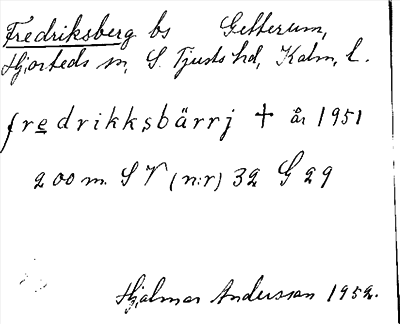 Fredriksberg bs Getterum,
Hjorteds sn, S. Tjusts hd, Kalm. l.
fredrikksbärrj + år 1951
200 m. SV (n:r) 32 G 29
Hjalmar Andersson 1952.